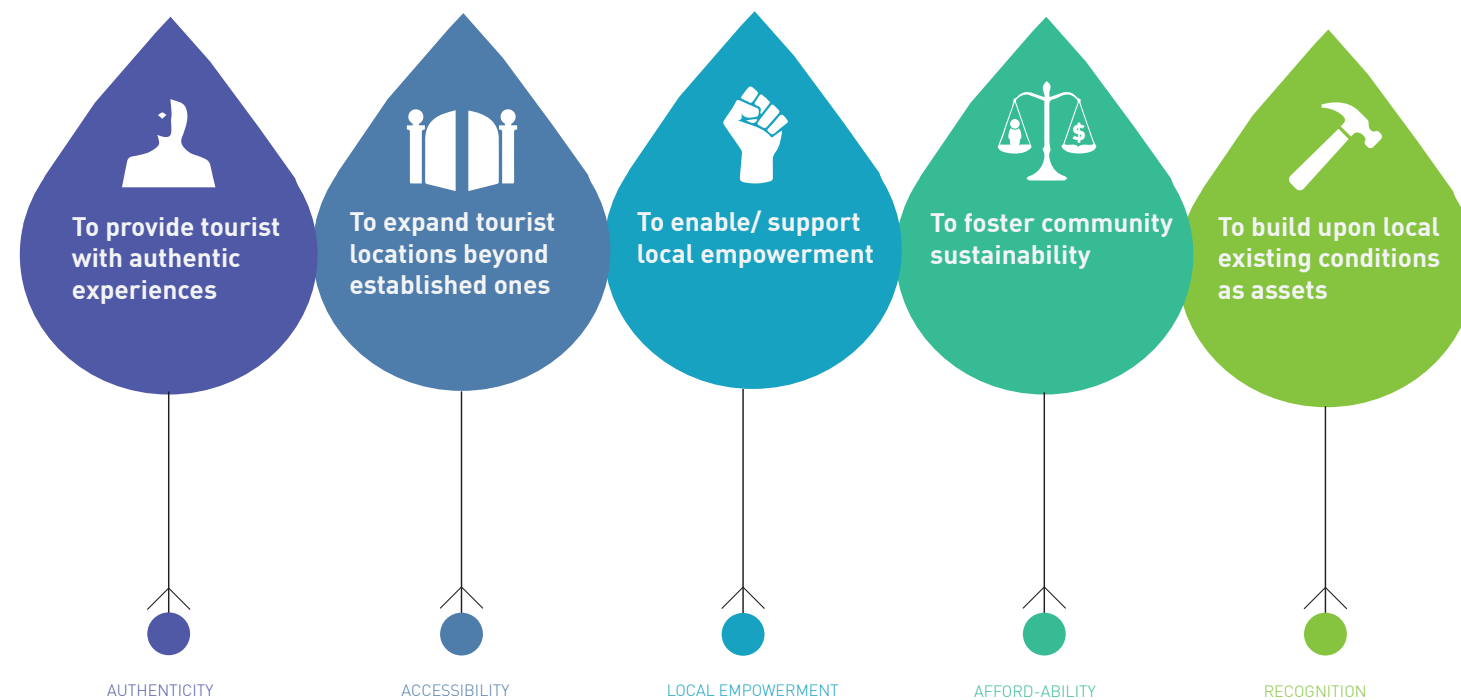 $
To provide tourist
with authentic
experiences
To expand tourist
locations beyond
established ones
To enable/ support
local empowerment
To foster community
sustainability
To build upon local
existing conditions
as assets
AUTHENTICITY
ACCESSIBILITY
LOCAL EMPOWERMENT
AFFORD-ABILITY
RECOGNITION